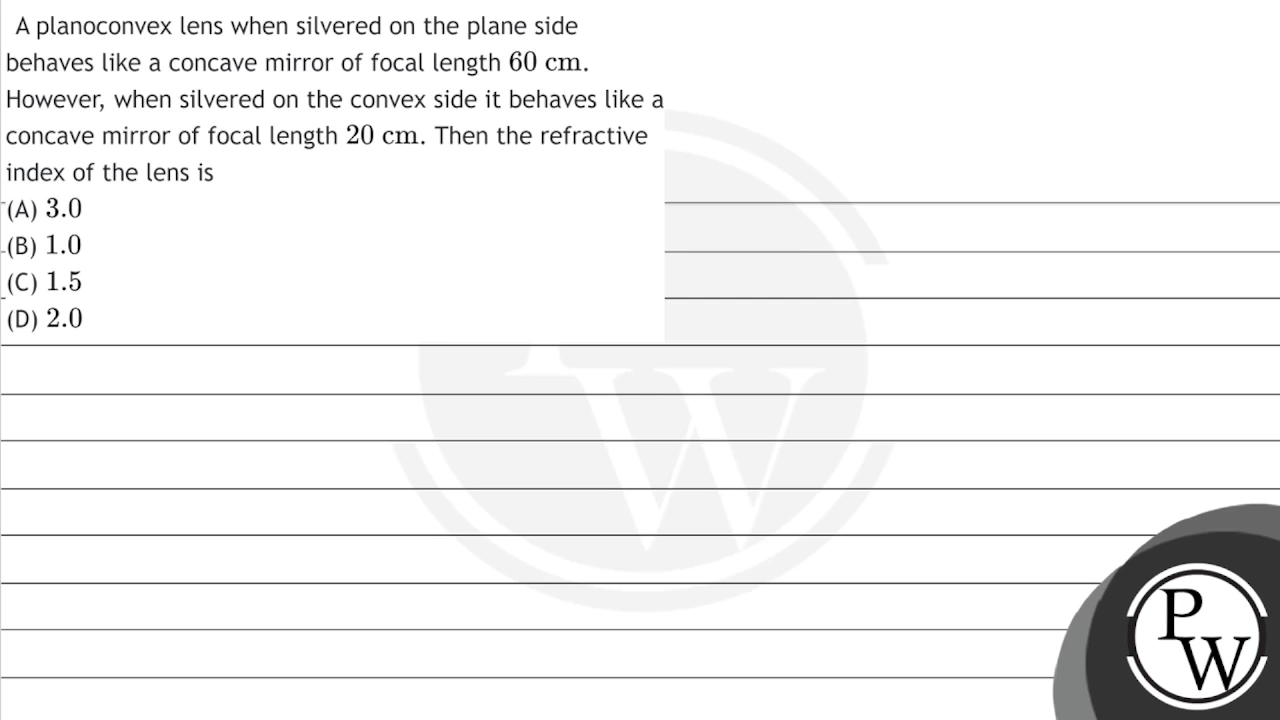 A planoconvex lens when silvered on the plane side
behaves like a concave mirror of focal length 60 cm.
However, when silvered on the convex side it behaves like a
concave mirror of focal length 20 cm. Then the refractive
index of the lens is
(A) 3.0
(B) 1.0
(C) 1.5
(D) 2.0
W
P
W